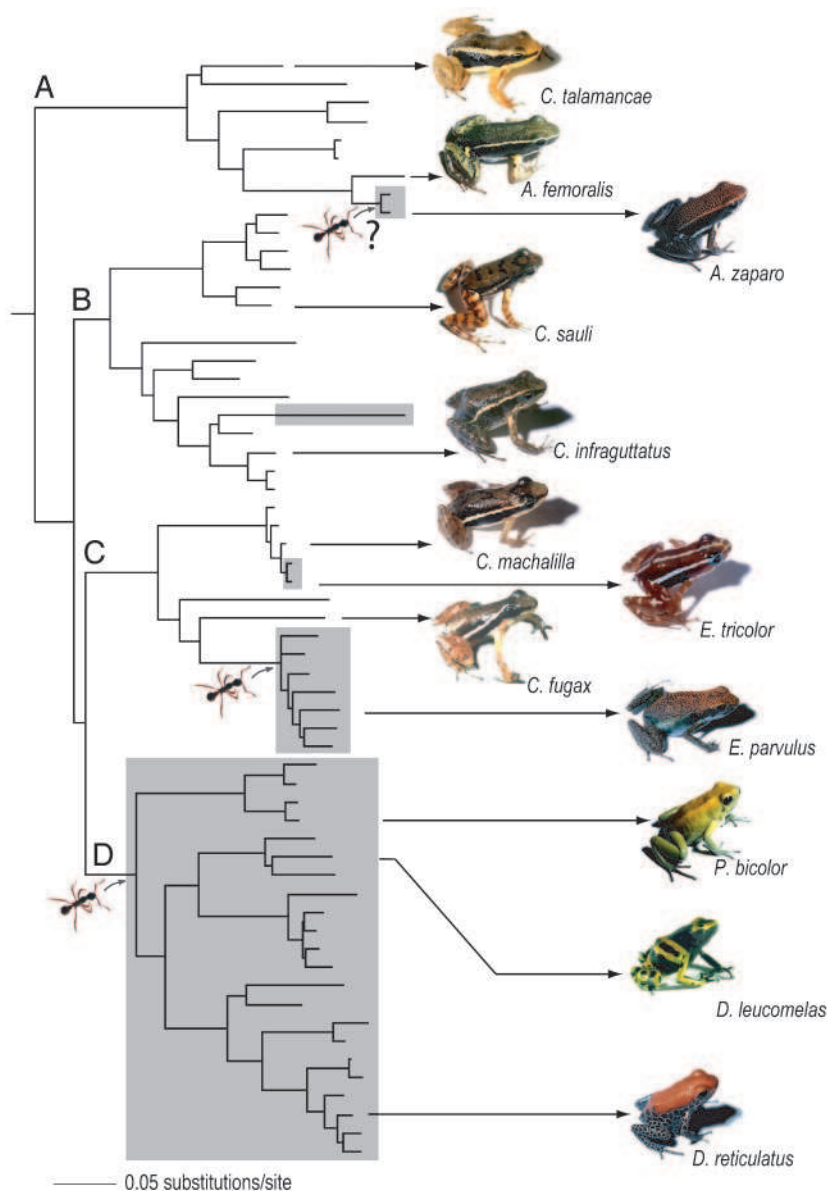 A
C. talamancae
A. femoralis
?
A. zaparo
B
C. sauli
C. infraguttatus
C
C. machalilla
E. tricolor
C. fugax
E. parvulus
D
P. bicolor
D. leucomelas
D. reticulatus
0.05 substitutions/site